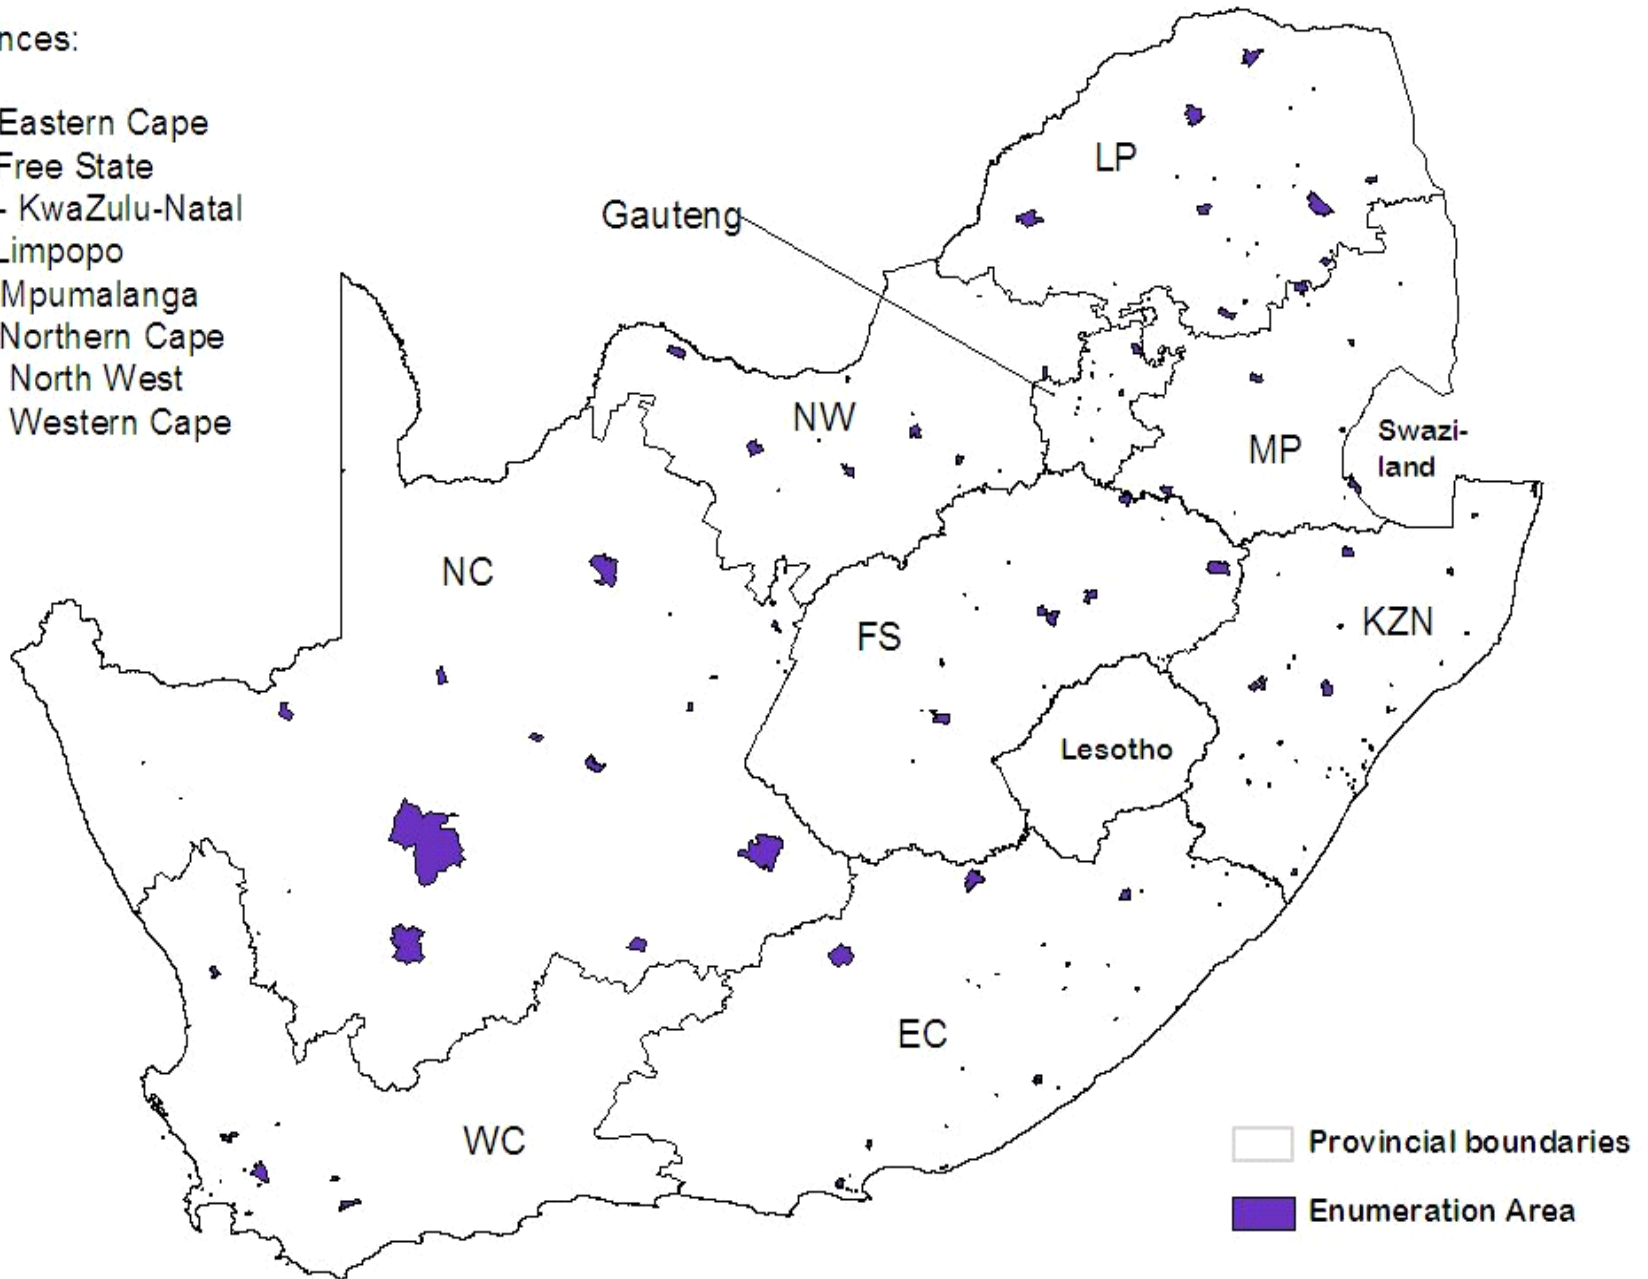 nces:
Eastern Cape
Free State
- KwaZulu-Natal
Limpopo
Mpumalanga
Northern Cape
North West
Western Cape
Gauteng
LP
NW
MP
Swazi-
land
NC
FS
KZN
Lesotho
EC
WC
Provincial boundaries
Enumeration Area